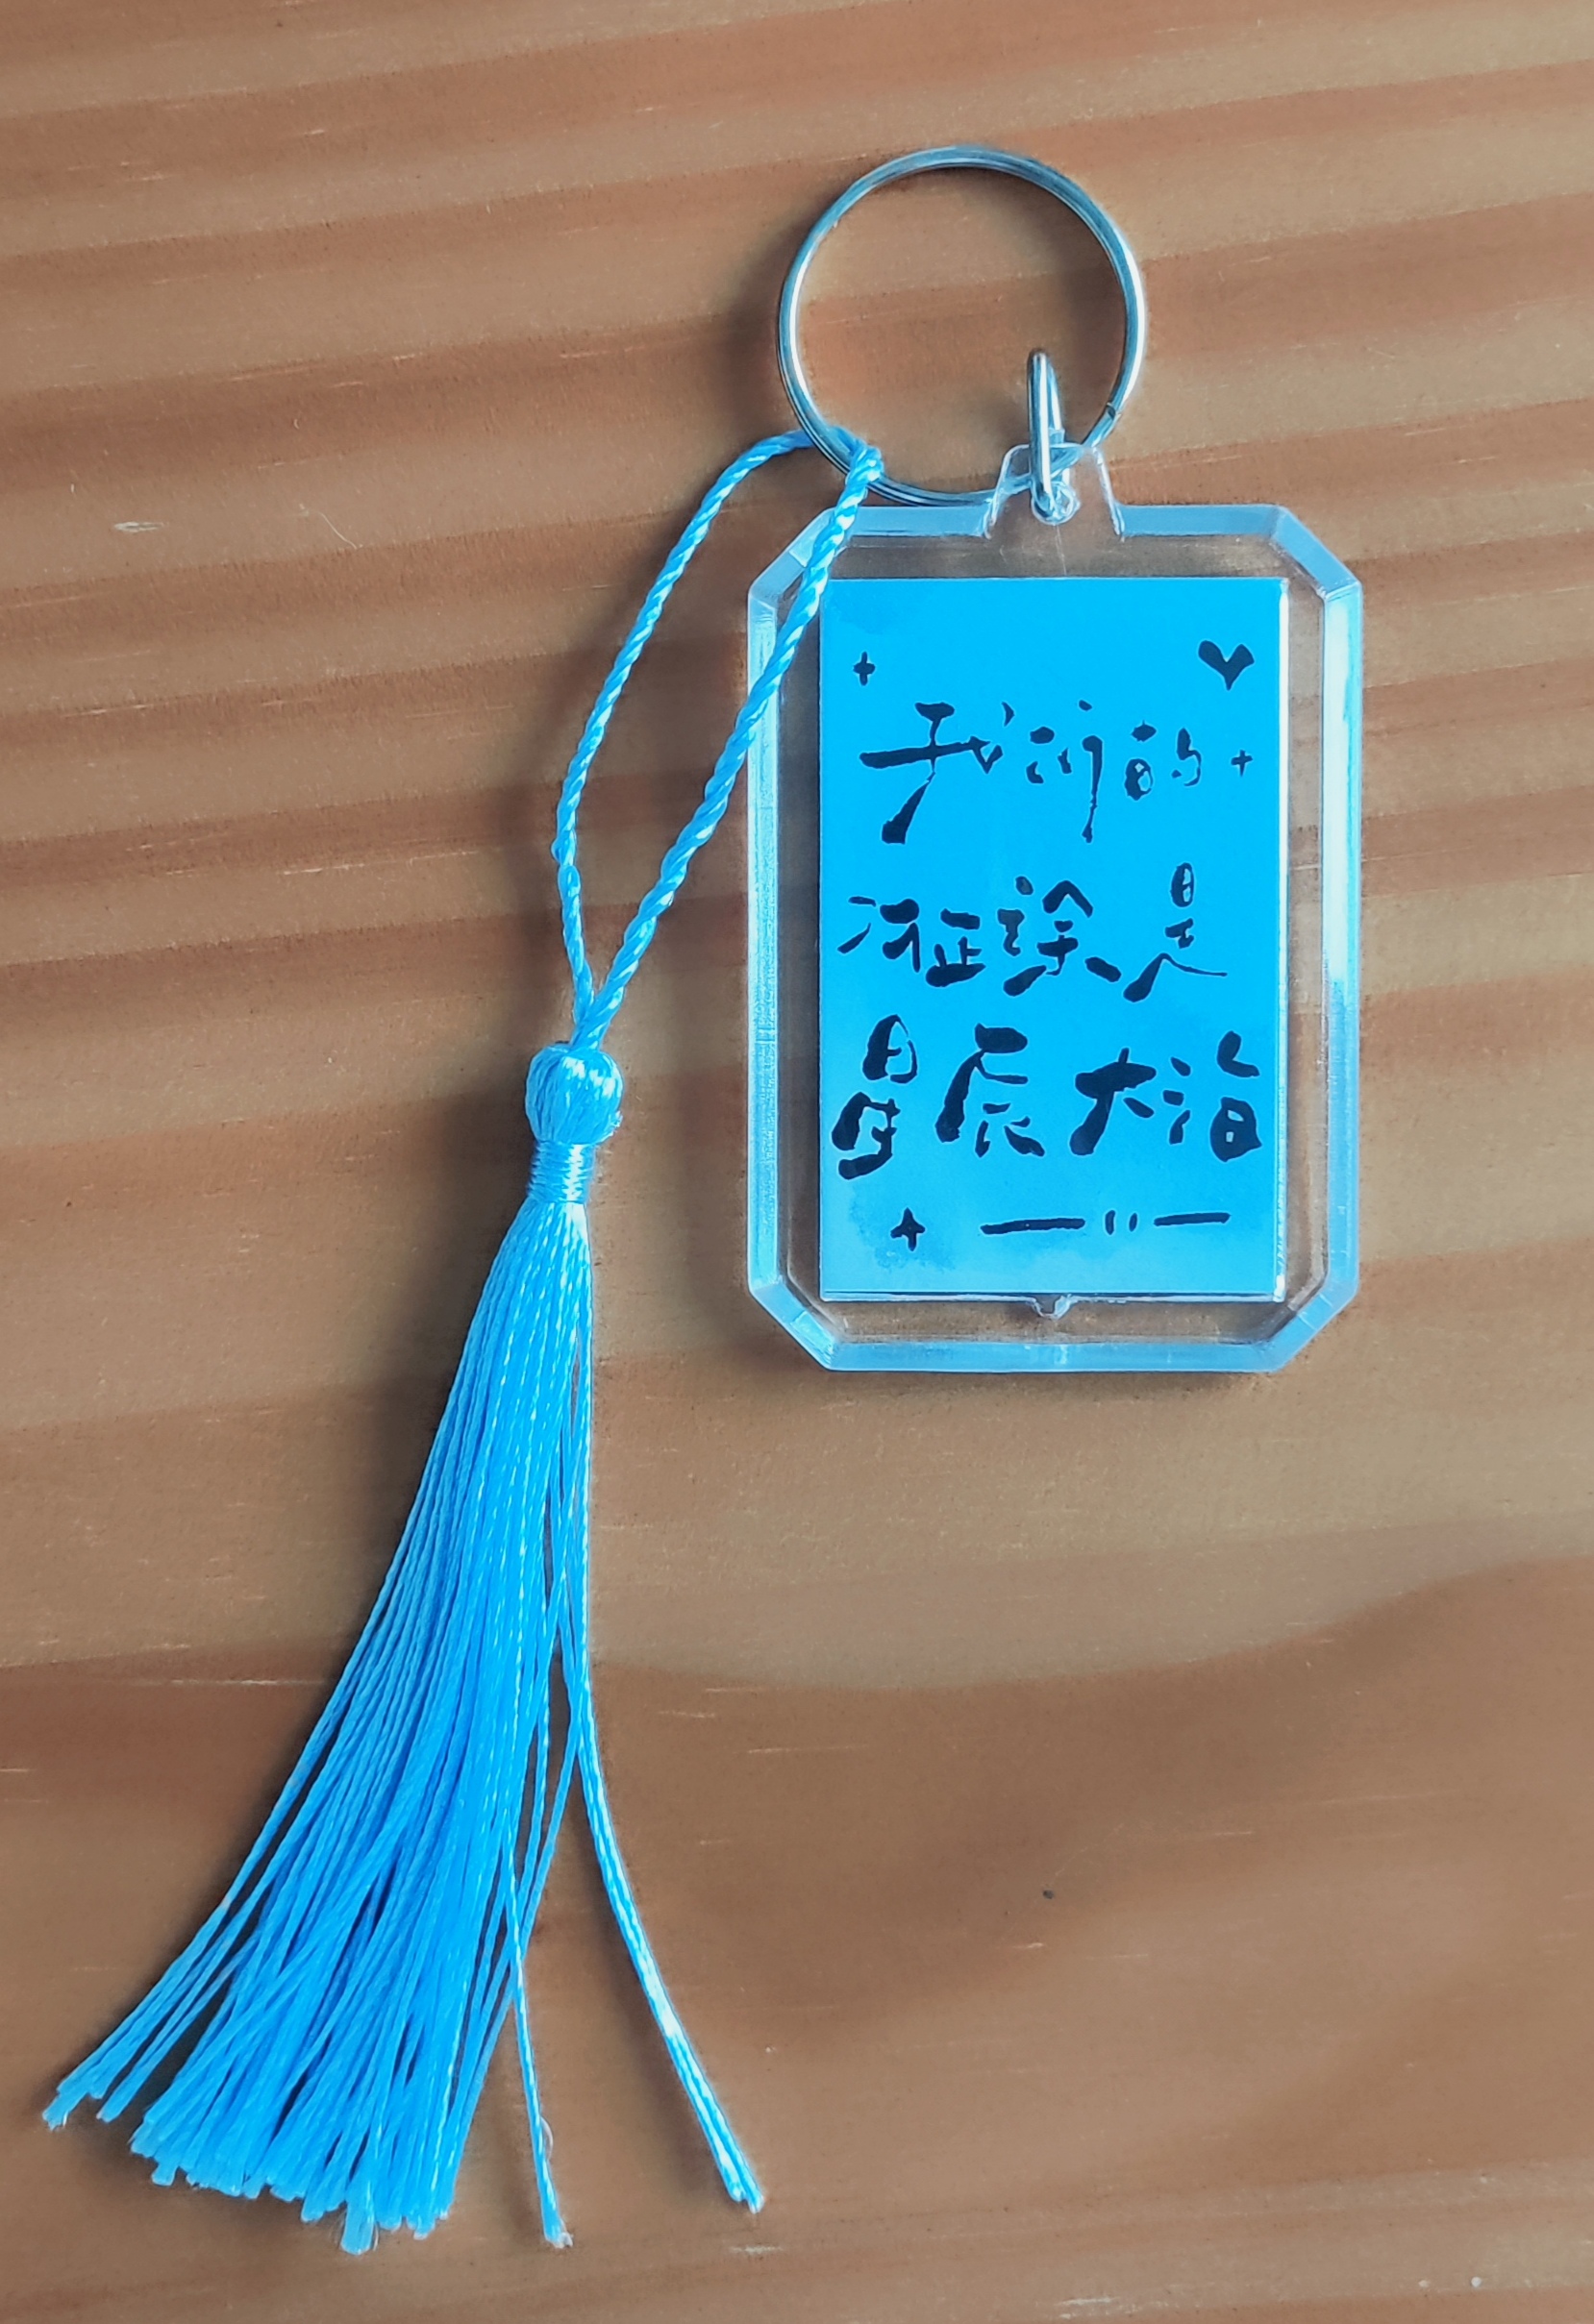 我们的
征途是
星辰大海